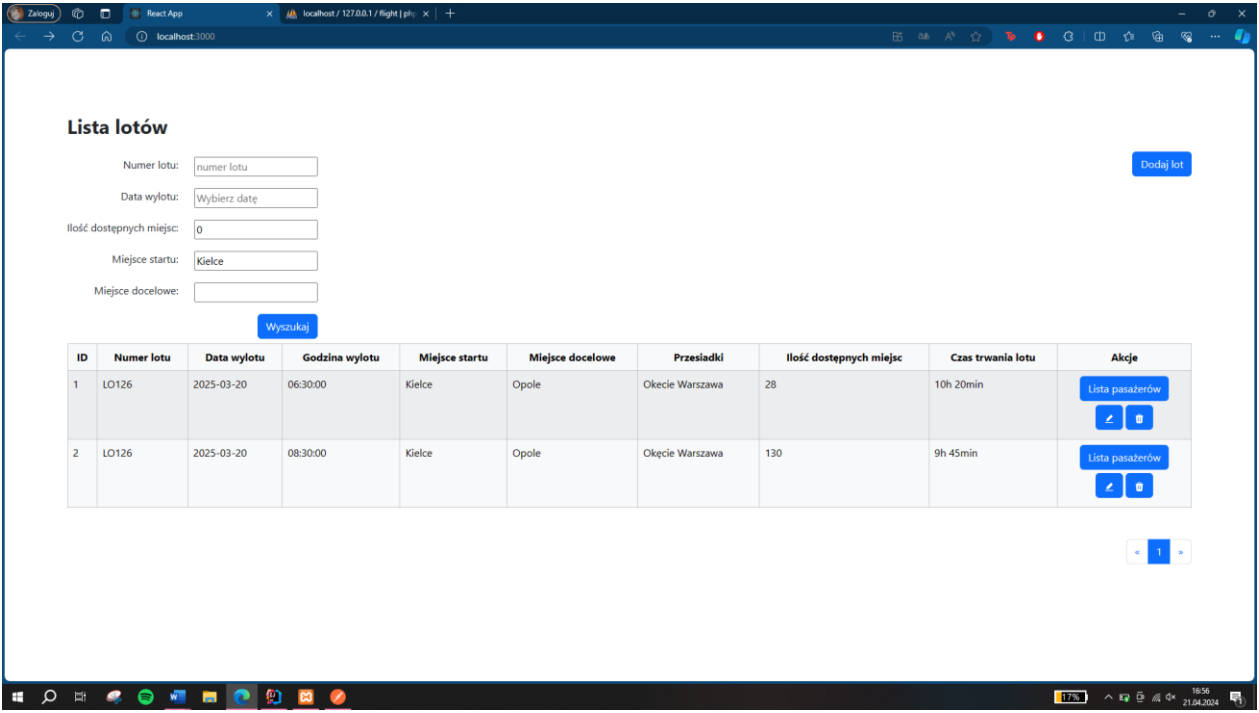 Zaloguj React App localhost / 127.0.0.1 / flight | php
localhost:3000
Lista lotów
Numer lotu: numer lotu Dodaj lot
Data wylotu: Wybierz datę
Ilość dostępnych miejsc: 0
Miejsce startu: Kielce
Miejsce docelowe:
Wyszukaj
ID Numer lotu Data wylotu Godzina wylotu Miejsce startu Miejsce docelowe Przesiadki Ilość dostępnych miejsc Czas trwania lotu Akcje
1 LO126 2025-03-20 06:30:00 Kielce Opole Okecie Warszawa 28 10h 20min Lista pasażerów
2 LO126 2025-03-20 08:30:00 Kielce Opole Okęcie Warszawa 130 9h 45min Lista pasażerów
« 1 »
17% 16:56
21.04.2024